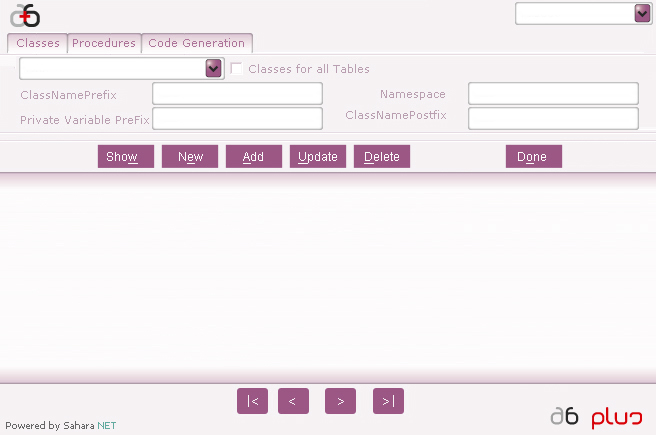 Classes Procedures Code Generation
Classes for all Tables
ClassNamePrefix Namespace
Private Variable PreFix ClassNamePostfix
Show New Add Update Delete Done
|< < > >|
Powered by Sahara NET
a6 plus